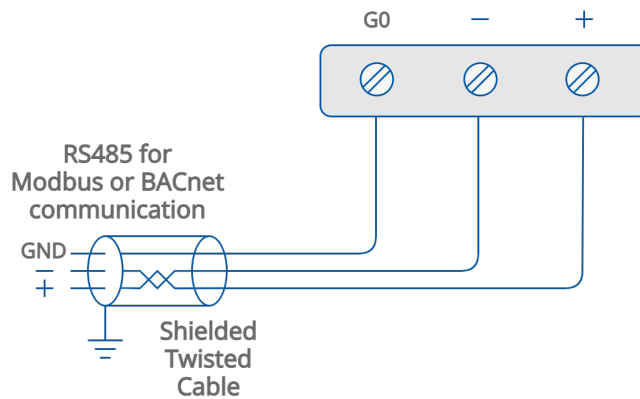 G0 − +
RS485 for
Modbus or BACnet
communication
GND
−
+
Shielded
Twisted
Cable